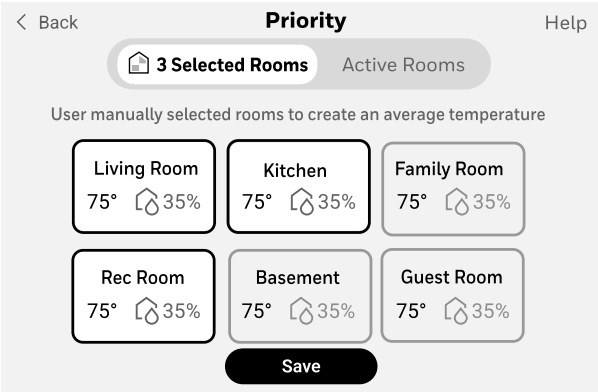 Back
Priority
Help
3 Selected Rooms
Active Rooms
User manually selected rooms to create an average temperature
Living Room
75° 35%
Kitchen
75° 35%
Family Room
75° 35%
Rec Room
75° 35%
Basement
75° 35%
Guest Room
75° 35%
Save